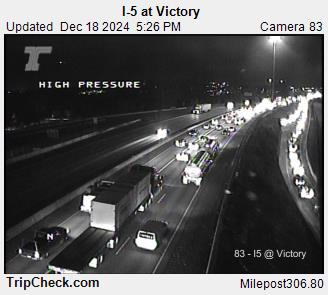 I-5 at Victory
Updated Dec 18 2024 5:26 PM Camera 83
T
HIGH PRESSURE
83 - I5 @ Victory
TripCheck.com Milepost306.80